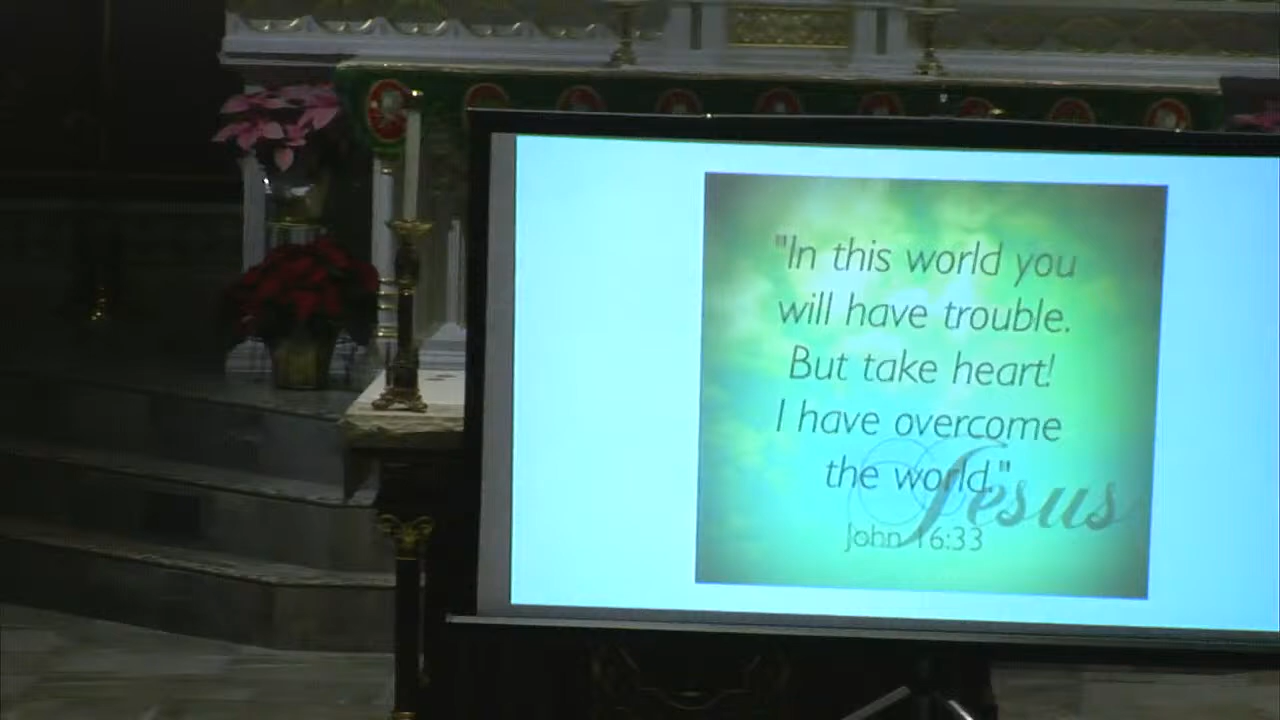 "In this world you
will have trouble.
But take heart!
I have overcome
the world."
Jesus
John 16:33